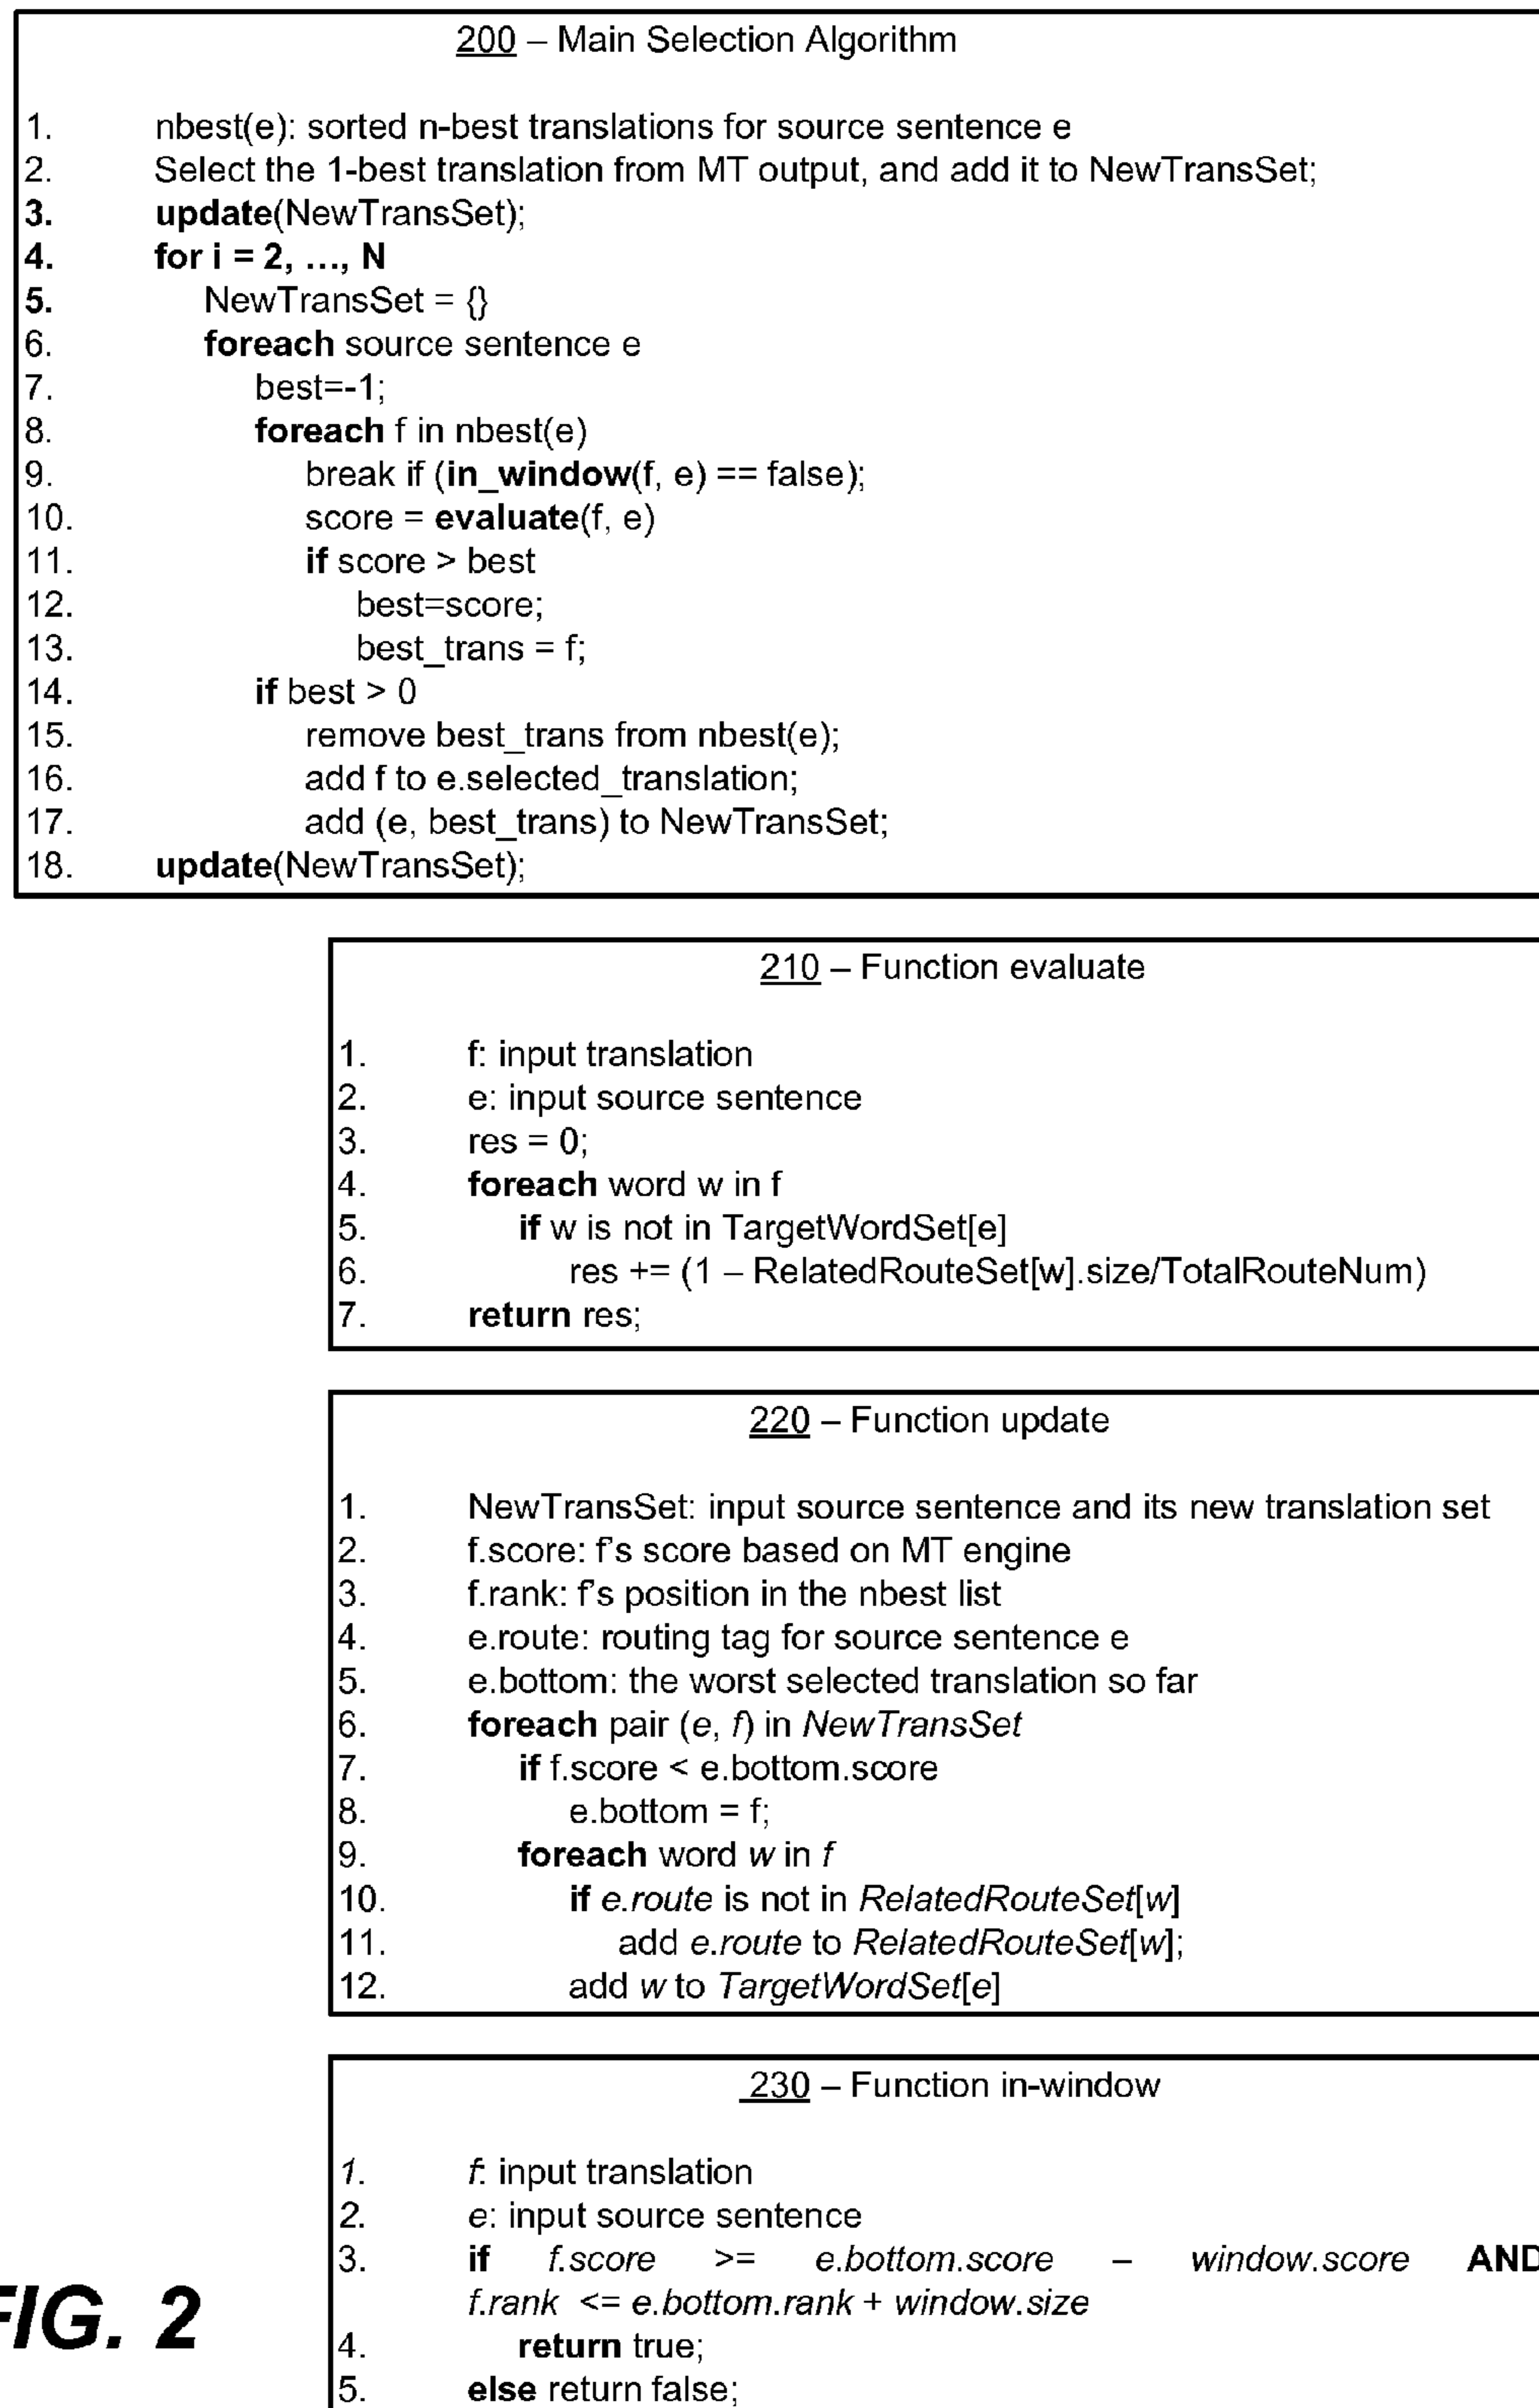 200 – Main Selection Algorithm
1. nbest(e): sorted n-best translations for source sentence e
2. Select the 1-best translation from MT output, and add it to NewTransSet;
3. update(NewTransSet);
4. for i = 2, ..., N
5. NewTransSet = {}
6. foreach source sentence e
7. best=-1;
8. foreach f in nbest(e)
9. break if (in_window(f, e) == false);
10. score = evaluate(f, e)
11. if score > best
12. best=score;
13. best_trans = f;
14. if best > 0
15. remove best_trans from nbest(e);
16. add f to e.selected_translation;
17. add (e, best_trans) to NewTransSet;
18. update(NewTransSet);
210 – Function evaluate
1. f: input translation
2. e: input source sentence
3. res = 0;
4. foreach word w in f
5. if w is not in TargetWordSet[e]
6. res += (1 – RelatedRouteSet[w].size/TotalRouteNum)
7. return res;
220 – Function update
1. NewTransSet: input source sentence and its new translation set
2. f.score: f's score based on MT engine
3. f.rank: f's position in the nbest list
4. e.route: routing tag for source sentence e
5. e.bottom: the worst selected translation so far
6. foreach pair (e, f) in NewTransSet
7. if f.score < e.bottom.score
8. e.bottom = f;
9. foreach word w in f
10. if e.route is not in RelatedRouteSet[w]
11. add e.route to RelatedRouteSet[w];
12. add w to TargetWordSet[e]
230 – Function in-window
1. f: input translation
2. e: input source sentence
3. if f.score >= e.bottom.score – window.score AND
f.rank <= e.bottom.rank + window.size
4. return true;
5. else return false;
FIG. 2